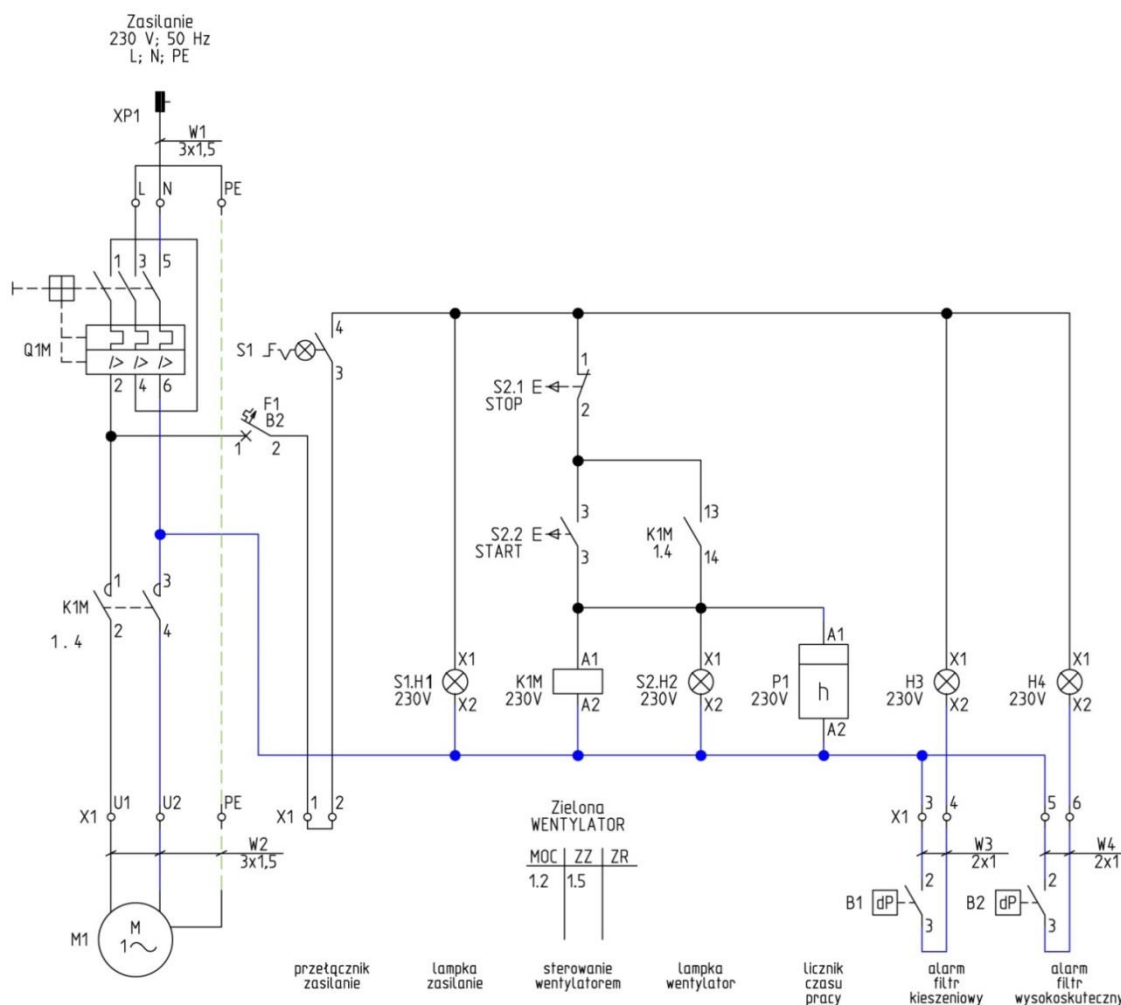 Zasilanie
230 V; 50 Hz
L; N; PE
XP1
W1
3x1,5
L N PE
1 3 5
Q1M
I> I> I>
2 4 6
F1
B2
1 2
S1
4
3
1
S2.1 E
STOP
2
3
S2.2 E
START
3
13
K1M
1.4
14
1 3
K1M
2 4
1.4
X1
S1.H1
230V
X2
A1
K1M
230V
A2
X1
S2.H2
230V
X2
A1
P1
230V
h
A2
X1
H3
230V
X2
X1
H4
230V
X2
X1 U1 U2 PE
X1 1 2
X1 3 4 5 6
W2
3x1,5
Zielona
WENTYLATOR
MOC ZZ ZR
1.2 1.5
W3
2x1
W4
2x1
2
B1 dP
3
2
B2 dP
3
M1
M
1~
przełącznik
zasilanie
lampka
zasilanie
sterowanie
wentylatorem
lampka
wentylator
licznik
czasu
pracy
alarm
filtr
kieszeniowy
alarm
filtr
wysokoskuteczny